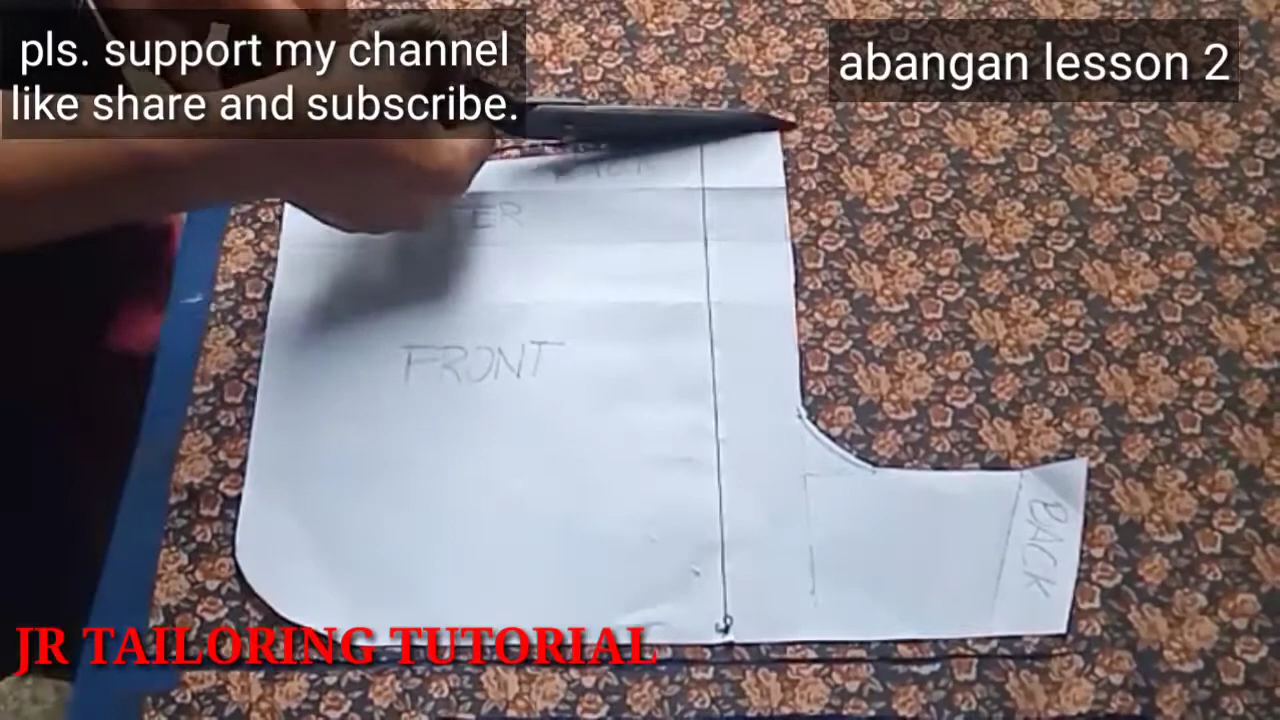 pls. support my channel
like share and subscribe.
abangan lesson 2
FRONT
BACK
JR TAILORING TUTORIAL